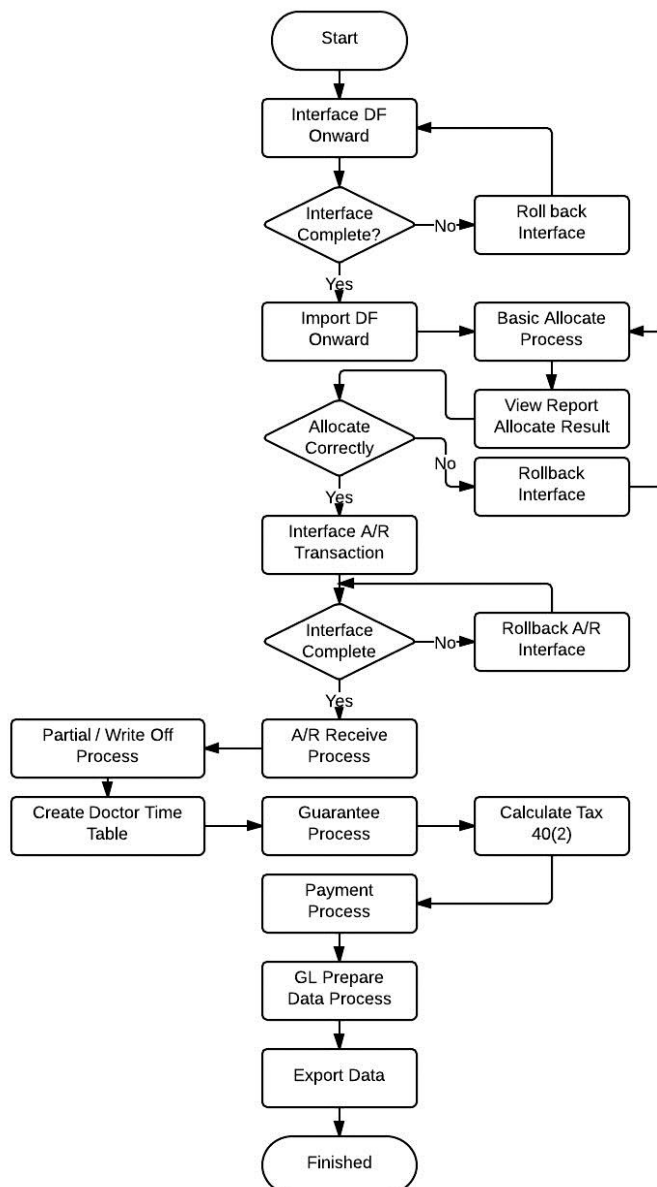 Start
Interface DF
Onward
Interface
Complete?
No
Roll back
Interface
Yes
Import DF
Onward
Basic Allocate
Process
View Report
Allocate Result
Allocate
Correctly
No
Rollback
Interface
Yes
Interface A/R
Transaction
Interface
Complete
No
Rollback A/R
Interface
Yes
A/R Receive
Process
Partial / Write Off
Process
Create Doctor Time
Table
Guarantee
Process
Calculate Tax
40(2)
Payment
Process
GL Prepare
Data Process
Export Data
Finished